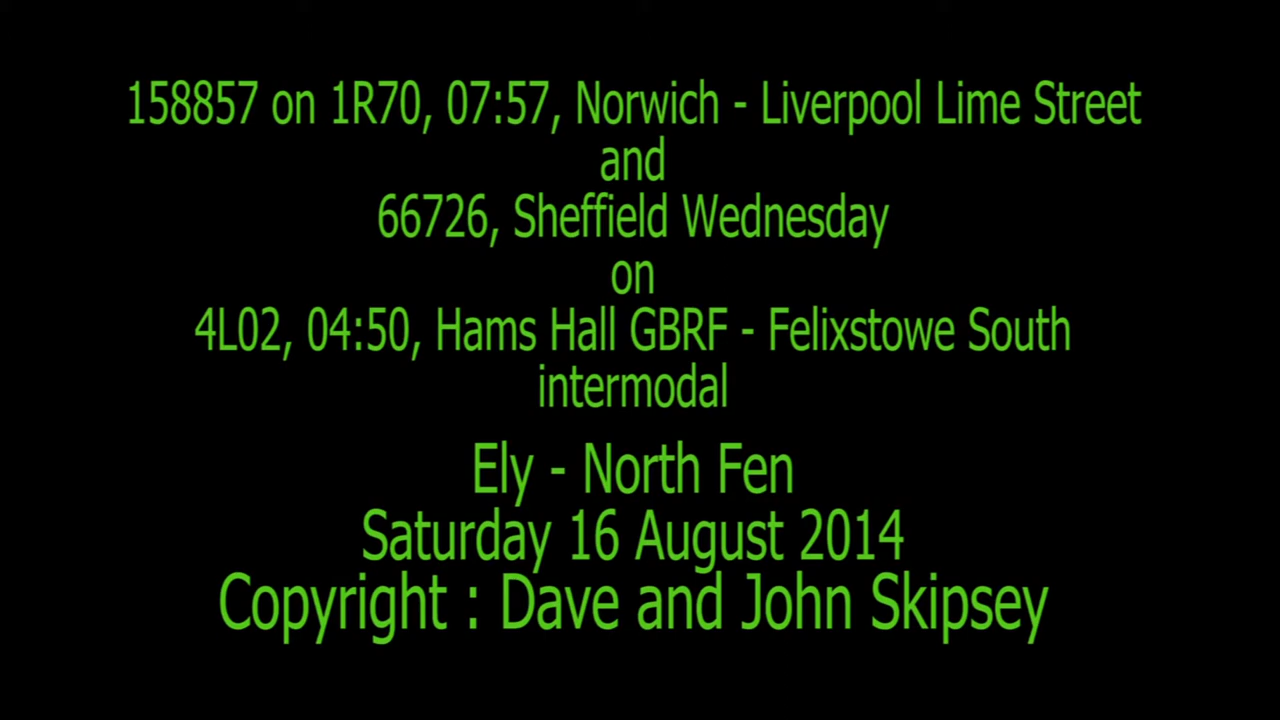 158857 on 1R70, 07:57, Norwich - Liverpool Lime Street
and
66726, Sheffield Wednesday
on
4L02, 04:50, Hams Hall GBRF - Felixstowe South
intermodal
Ely - North Fen
Saturday 16 August 2014
Copyright : Dave and John Skipsey